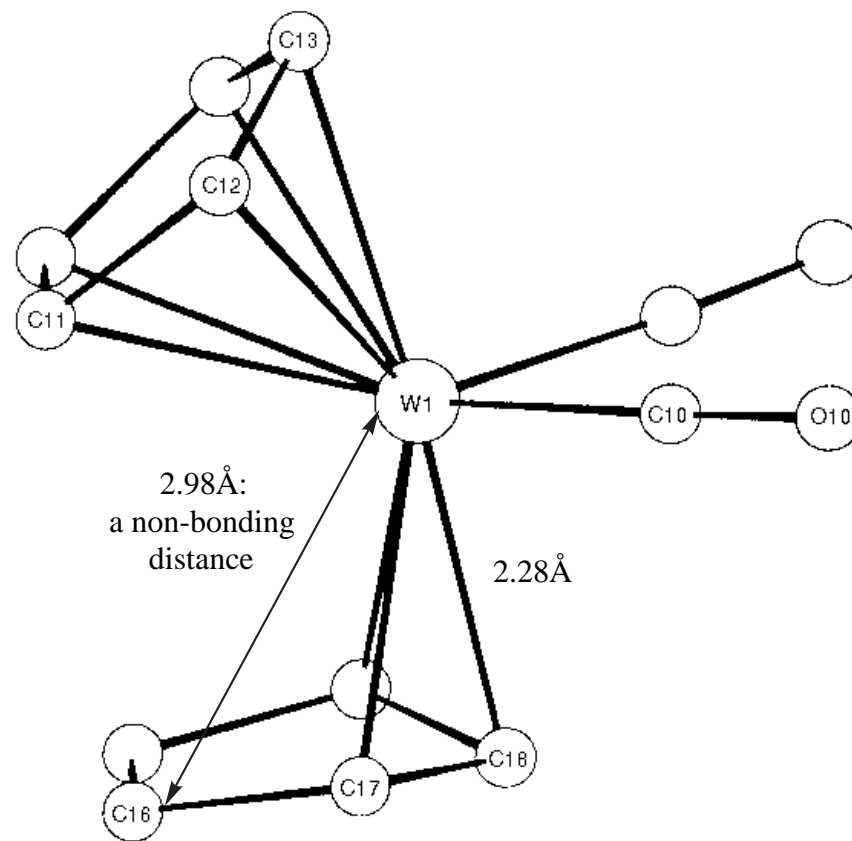 C13
C12
C11
W1
C10
O10
2.98Å:
a non-bonding
distance
2.28Å
C18
C17
C16